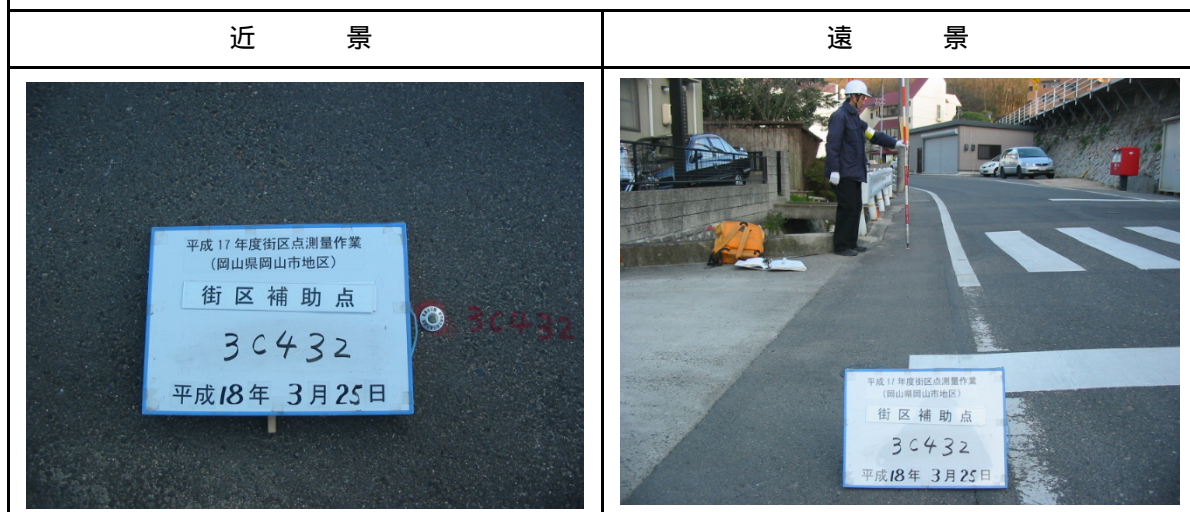 近景
遠景
平成17年度街区点測量作業
(岡山県岡山市地区)
街区補助点
3C432
平成18年 3月25日
3C432
平成17年度街区点測量作業
(岡山県岡山市地区)
街区補助点
3C432
平成18年 3月25日